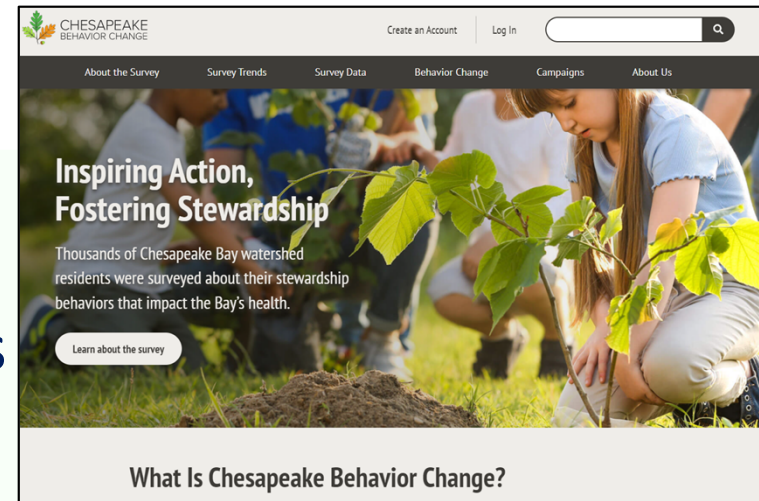 CHESAPEAKE
BEHAVIOR CHANGE
Create an Account
Log In
About the Survey
Survey Trends
Survey Data
Behavior Change
Campaigns
About Us
Inspiring Action,
Fostering Stewardship
Thousands of Chesapeake Bay watershed
residents were surveyed about their stewardship
behaviors that impact the Bay's health.
Learn about the survey
What Is Chesapeake Behavior Change?